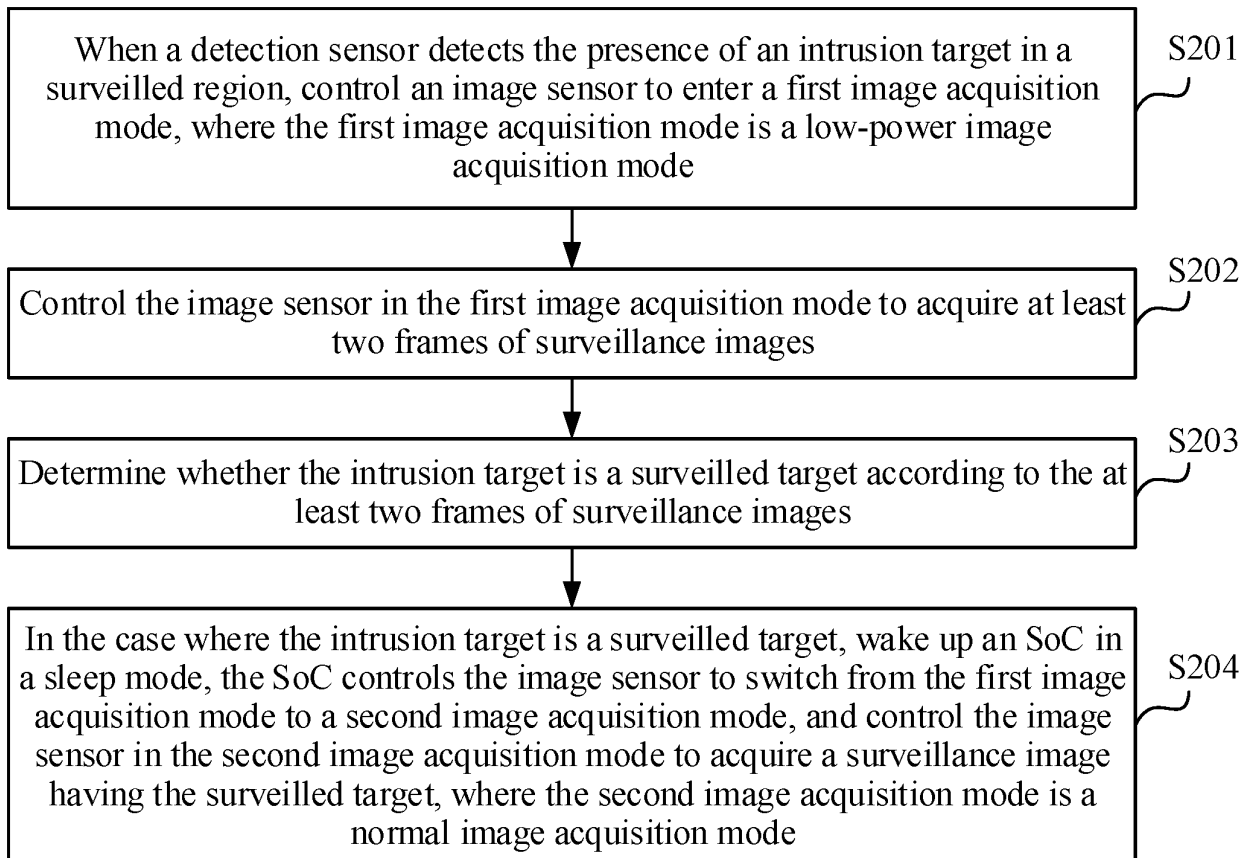 When a detection sensor detects the presence of an intrusion target in a
surveilled region, control an image sensor to enter a first image acquisition
mode, where the first image acquisition mode is a low-power image
acquisition mode
S201
Control the image sensor in the first image acquisition mode to acquire at least
two frames of surveillance images
S202
Determine whether the intrusion target is a surveilled target according to the at
least two frames of surveillance images
S203
In the case where the intrusion target is a surveilled target, wake up an SoC in
a sleep mode, the SoC controls the image sensor to switch from the first image
acquisition mode to a second image acquisition mode, and control the image
sensor in the second image acquisition mode to acquire a surveillance image
having the surveilled target, where the second image acquisition mode is a
normal image acquisition mode
S204